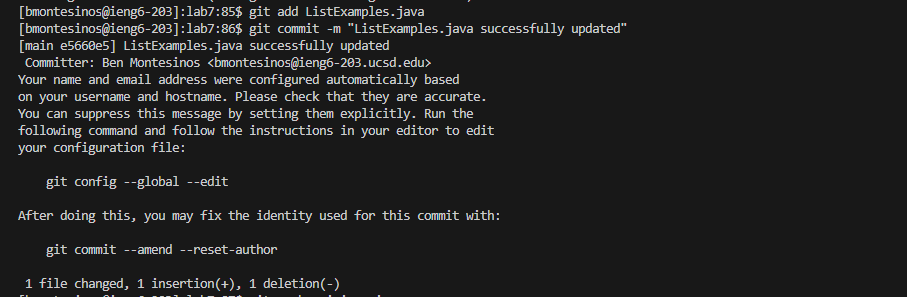 [bmontesinos@ieng6-203]:lab7:85$ git add ListExamples.java
[bmontesinos@ieng6-203]:lab7:86$ git commit -m "ListExamples.java successfully updated"
[main e5660e5] ListExamples.java successfully updated
 Committer: Ben Montesinos <bmontesinos@ieng6-203.ucsd.edu>
Your name and email address were configured automatically based
on your username and hostname. Please check that they are accurate.
You can suppress this message by setting them explicitly. Run the
following command and follow the instructions in your editor to edit
your configuration file:

    git config --global --edit

After doing this, you may fix the identity used for this commit with:

    git commit --amend --reset-author

 1 file changed, 1 insertion(+), 1 deletion(-)